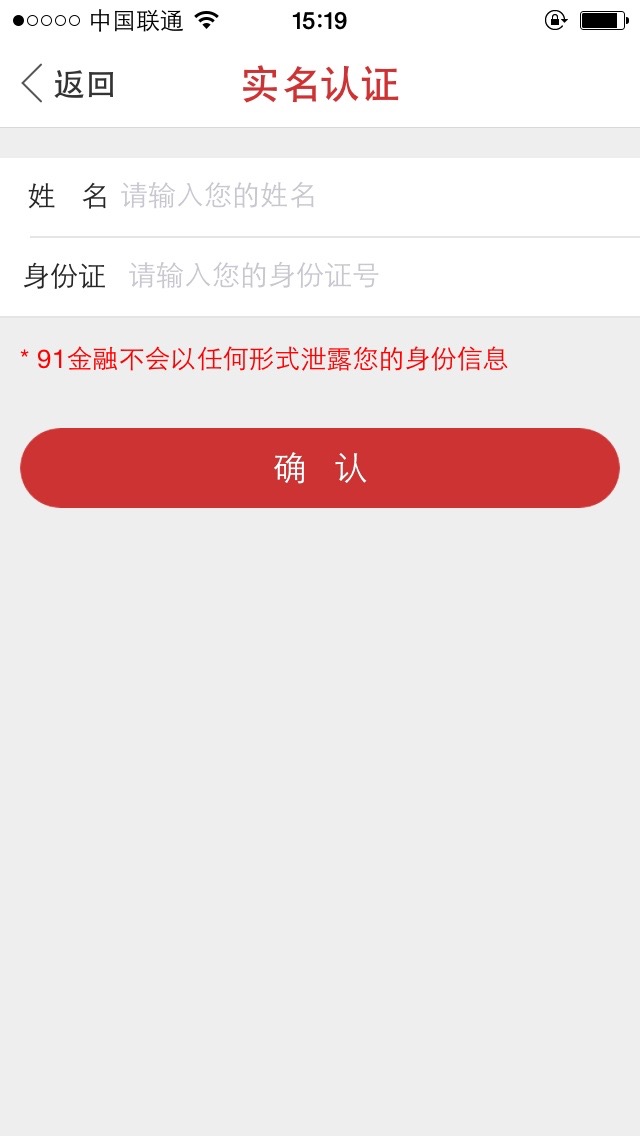 中国联通 15:19
返回 实名认证
姓 名 请输入您的姓名
身份证 请输入您的身份证号
* 91金融不会以任何形式泄露您的身份信息
确 认